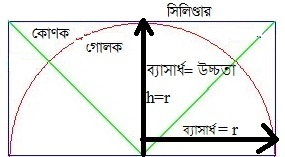 সিলিণ্ডার
কোণক
গোলক
ব্যাসার্ধ= উচ্চতা
h=r
ব্যাসার্ধ = r